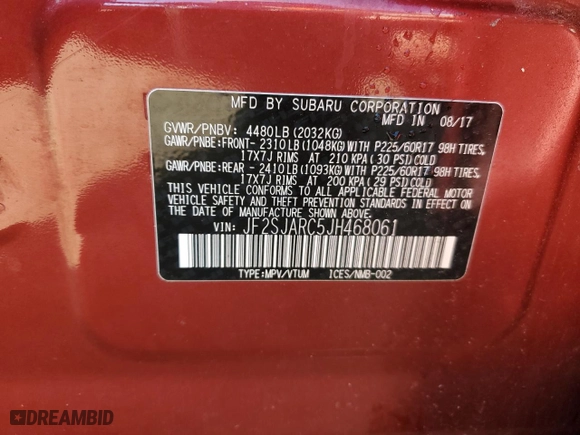 MFD BY SUBARU CORPORATION
MFD IN 08/17
GVWR/PNBV: 4480LB(2032KG)
GAWR/PNBE:FRONT- 2310LB(1048KG)WITH P225/60R17 98H TIRES,
17X7J RIMS AT 210 KPA(30 PSI)COLD
GAWR/PNBE:REAR - 2410LB(1093KG)WITH P225/60R17 98H TIRES,
17X7J RIMS AT 200 KPA(29 PSI)COLD
THIS VEHICLE CONFORMS TO ALL APPLICABLE FEDERAL MOTOR
VEHICLE SAFETY AND THEFT PREVENTION STANDARDS IN EFFECT ON
THE DATE OF MANUFACTURE SHOWN ABOVE.
VIN: JF2SJARC5JH468061
TYPE:MPV/VTUM ICES/NMB-002
DREAMBID